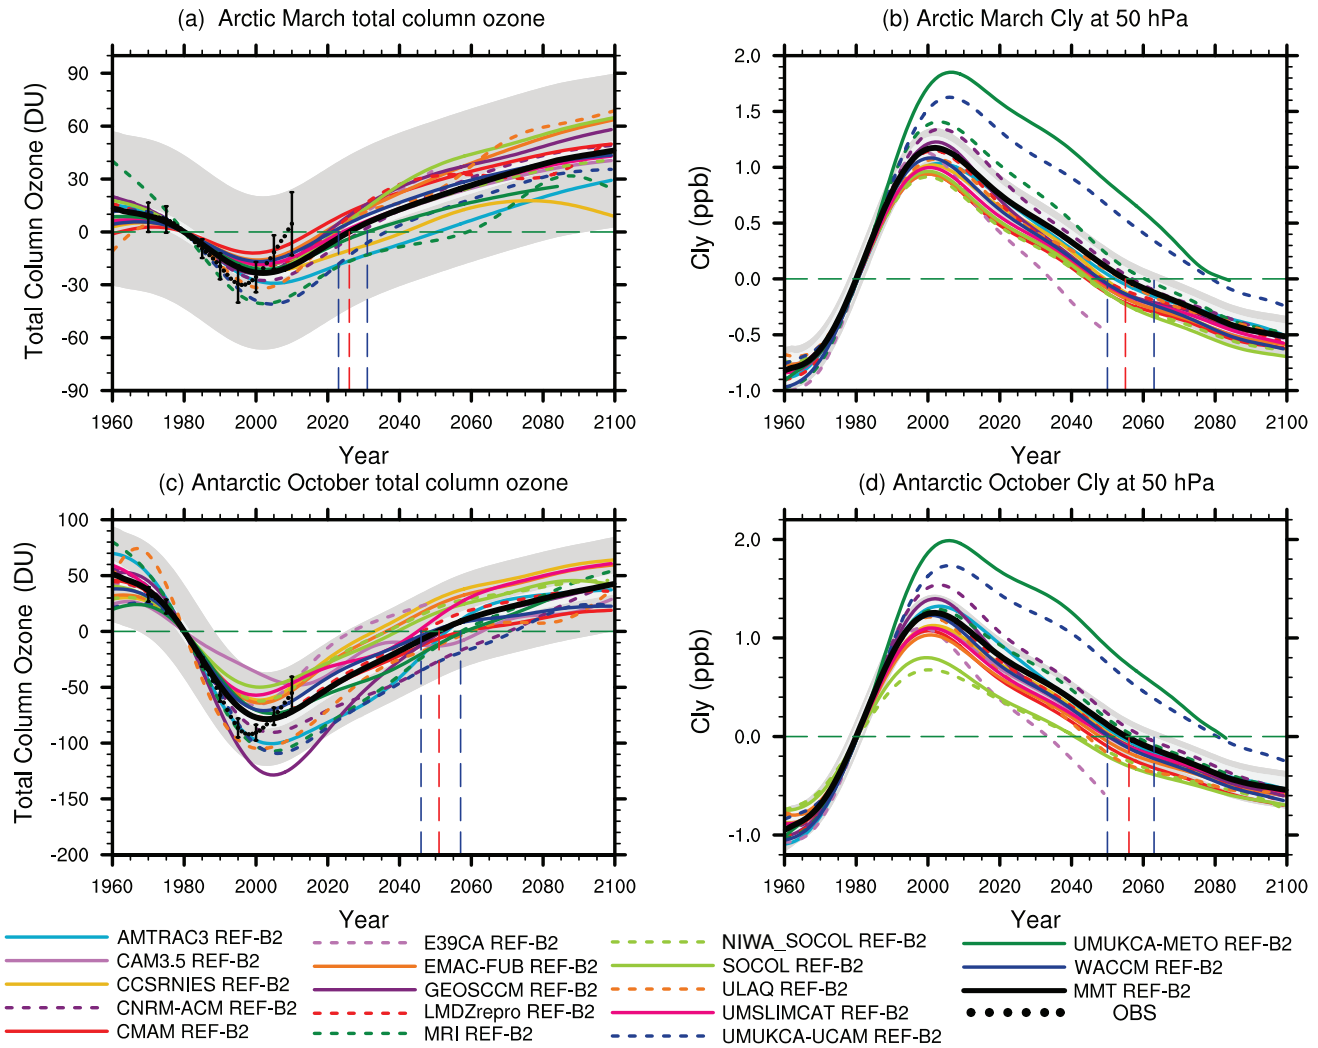 (a) Arctic March total column ozone
Total Column Ozone (DU)
90
60
30
0
-30
-60
-90
1960 1980 2000 2020 2040 2060 2080 2100
Year
(b) Arctic March Cly at 50 hPa
Cly (ppb)
2.0
1.5
1.0
0.5
0.0
-0.5
-1.0
1960 1980 2000 2020 2040 2060 2080 2100
Year
(c) Antarctic October total column ozone
Total Column Ozone (DU)
100
50
0
-50
-100
-150
-200
1960 1980 2000 2020 2040 2060 2080 2100
Year
(d) Antarctic October Cly at 50 hPa
Cly (ppb)
2.0
1.0
0.0
-1.0
1960 1980 2000 2020 2040 2060 2080 2100
Year
AMTRAC3 REF-B2
CAM3.5 REF-B2
CCSRNIES REF-B2
CNRM-ACM REF-B2
CMAM REF-B2
E39CA REF-B2
EMAC-FUB REF-B2
GEOSCCM REF-B2
LMDZrepro REF-B2
MRI REF-B2
NIWA_SOCOL REF-B2
SOCOL REF-B2
ULAQ REF-B2
UMSLIMCAT REF-B2
UMUKCA-UCAM REF-B2
UMUKCA-METO REF-B2
WACCM REF-B2
MMT REF-B2
OBS